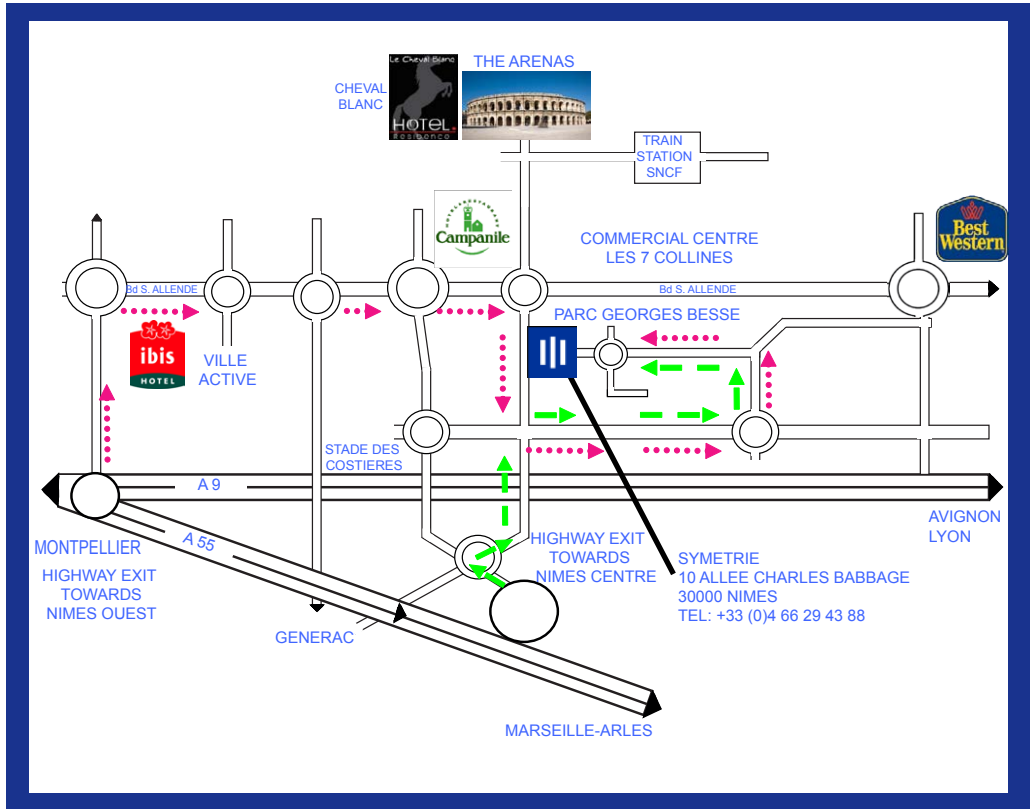 THE ARENAS
Le Cheval Blanc
CHEVAL
BLANC
HOTEL
Residence
TRAIN
STATION
SNCF
Campanile
Best
Western
COMMERCIAL CENTRE
LES 7 COLLINES
Bd S. ALLENDE
Bd S. ALLENDE
PARC GEORGES BESSE
ibis
HOTEL
VILLE
ACTIVE
STADE DES
COSTIERES
A 9
A 55
AVIGNON
LYON
MONTPELLIER
HIGHWAY EXIT
TOWARDS
NIMES OUEST
HIGHWAY EXIT
TOWARDS
NIMES CENTRE
SYMETRIE
10 ALLEE CHARLES BABBAGE
30000 NIMES
TEL: +33 (0)4 66 29 43 88
GENERAC
MARSEILLE-ARLES